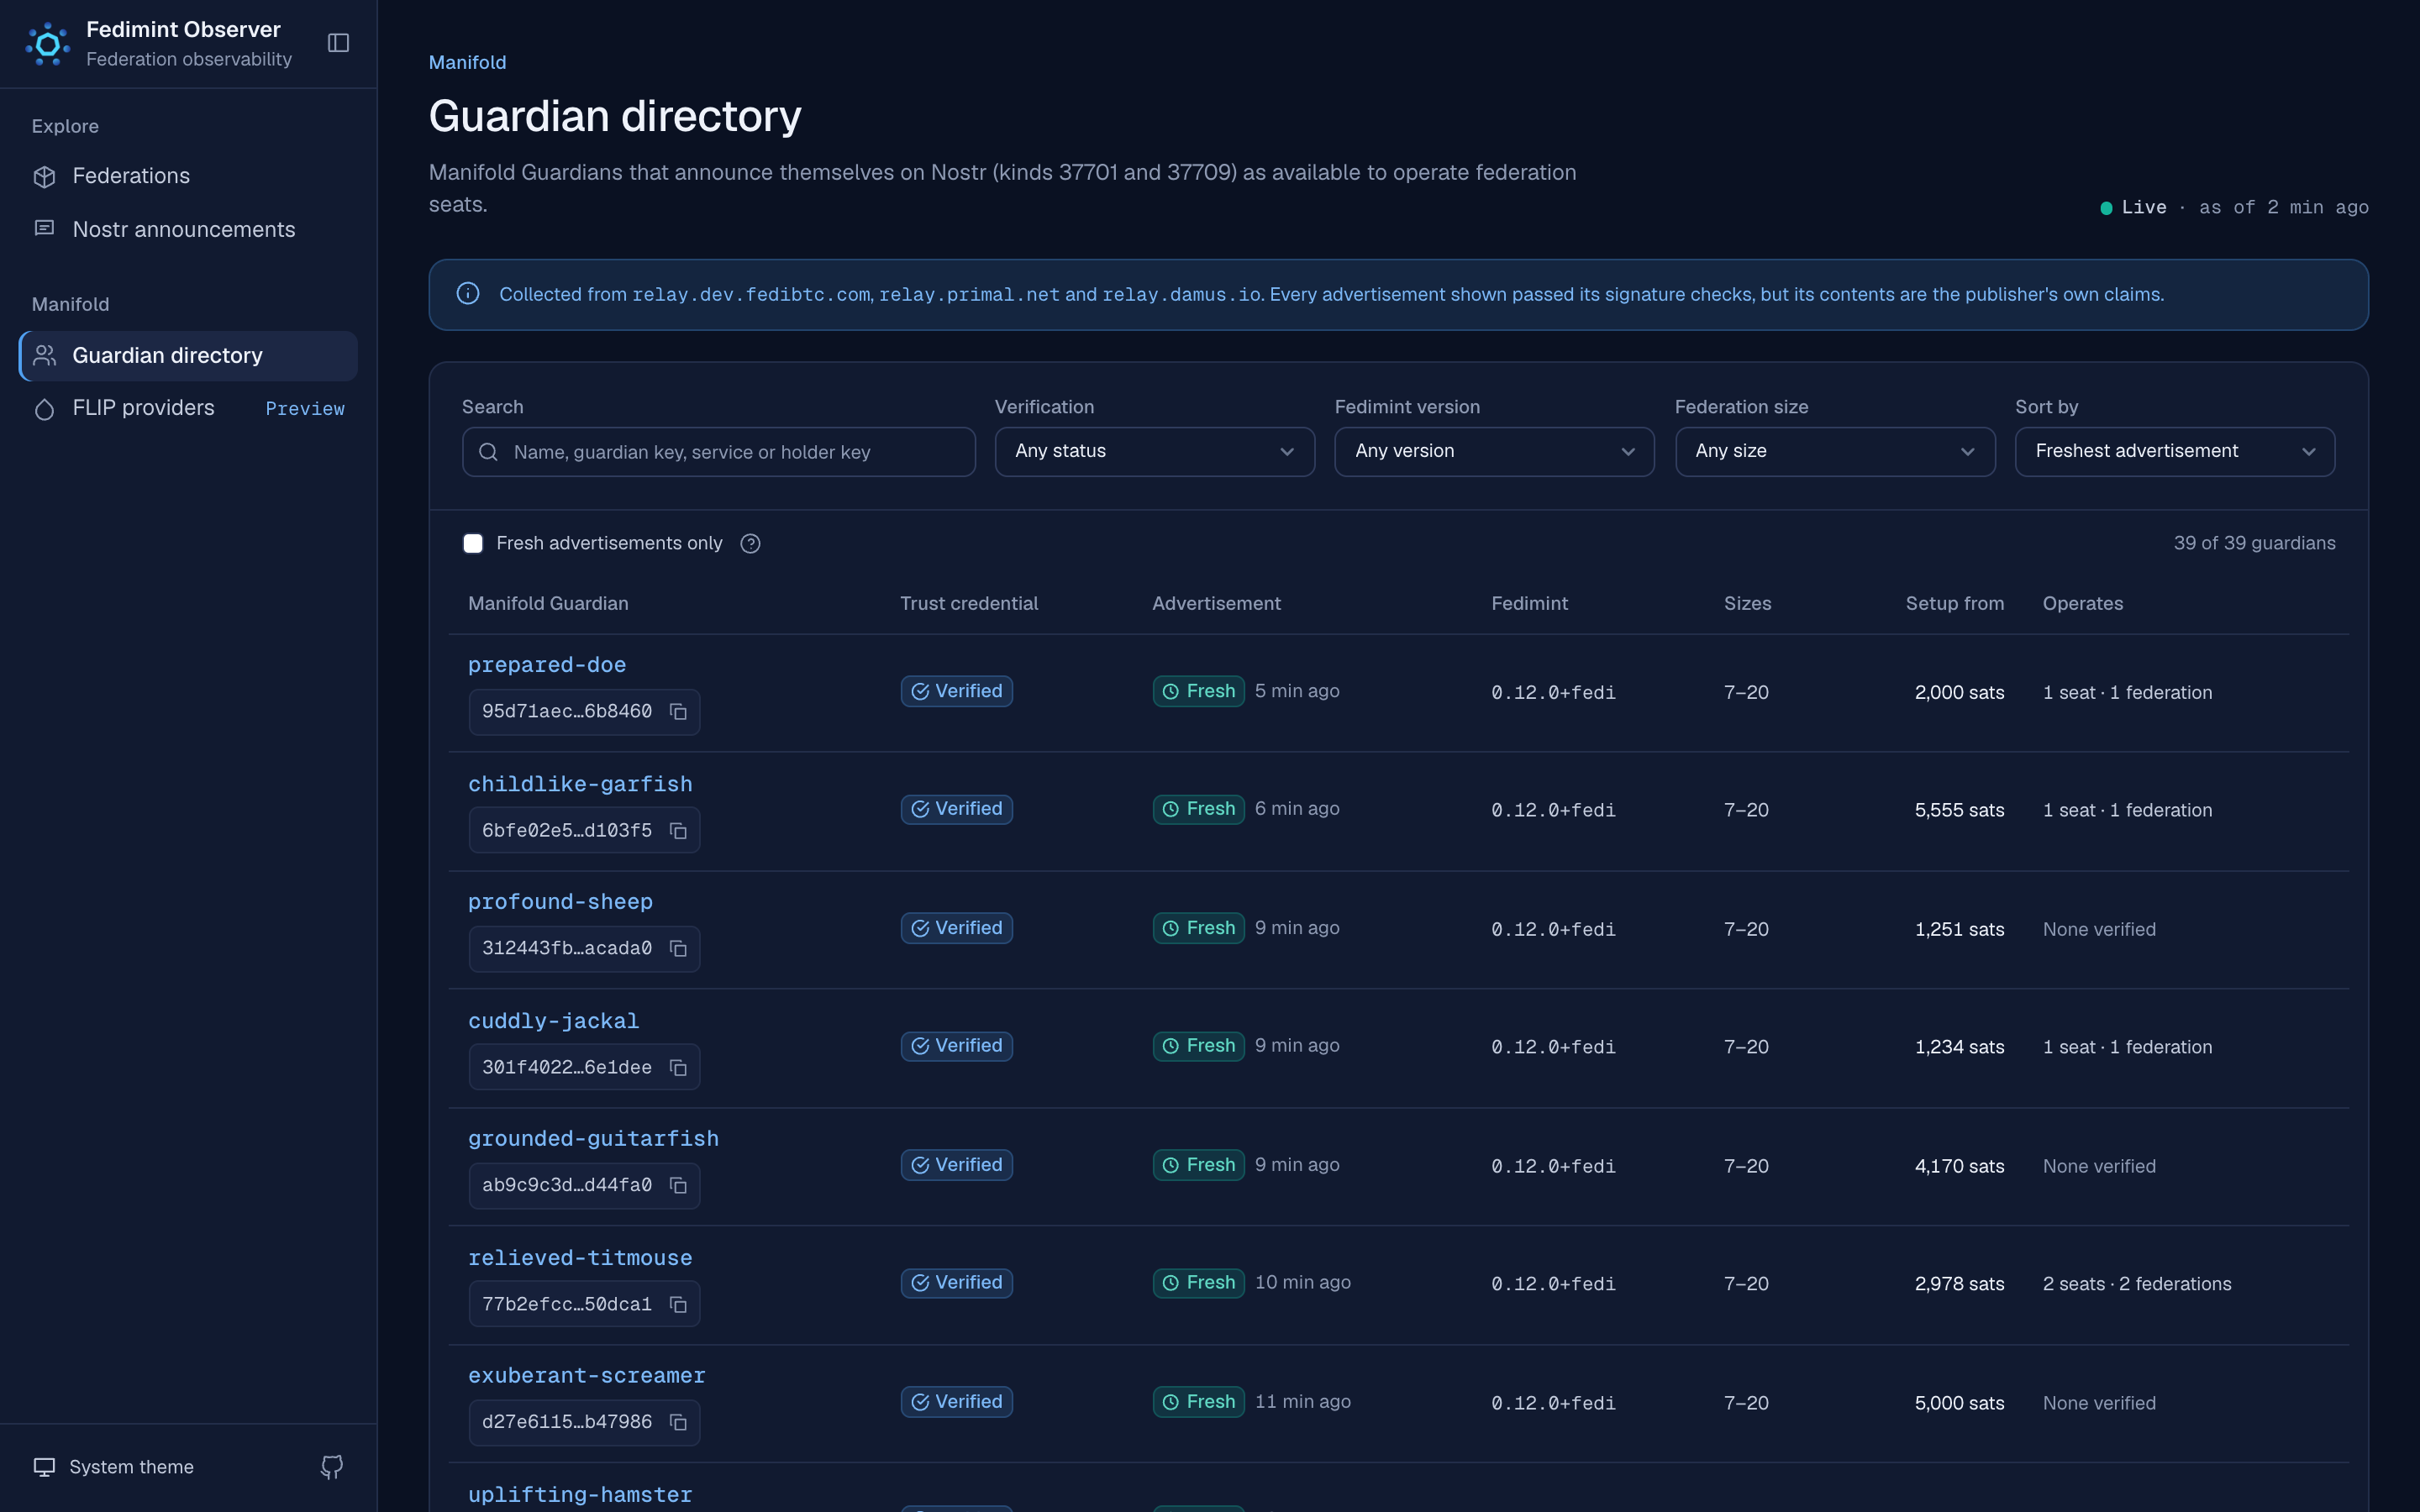 Fedimint Observer
Federation observability
Explore
Federations
Nostr announcements
Manifold
Guardian directory
FLIP providers Preview
System theme
Manifold
Guardian directory
Manifold Guardians that announce themselves on Nostr (kinds 37701 and 37709) as available to operate federation
seats.
Live · as of 2 min ago
Collected from relay.dev.fedibtc.com, relay.primal.net and relay.damus.io. Every advertisement shown passed its signature checks, but its contents are the publisher's own claims.
Search Verification Fedimint version Federation size Sort by
Name, guardian key, service or holder key Any status Any version Any size Freshest advertisement
Fresh advertisements only 39 of 39 guardians
Manifold Guardian Trust credential Advertisement Fedimint Sizes Setup from Operates
prepared-doe
95d71aec…6b8460 Verified Fresh 5 min ago 0.12.0+fedi 7–20 2,000 sats 1 seat · 1 federation
childlike-garfish
6bfe02e5…d103f5 Verified Fresh 6 min ago 0.12.0+fedi 7–20 5,555 sats 1 seat · 1 federation
profound-sheep
312443fb…acada0 Verified Fresh 9 min ago 0.12.0+fedi 7–20 1,251 sats None verified
cuddly-jackal
301f4022…6e1dee Verified Fresh 9 min ago 0.12.0+fedi 7–20 1,234 sats 1 seat · 1 federation
grounded-guitarfish
ab9c9c3d…d44fa0 Verified Fresh 9 min ago 0.12.0+fedi 7–20 4,170 sats None verified
relieved-titmouse
77b2efcc…50dca1 Verified Fresh 10 min ago 0.12.0+fedi 7–20 2,978 sats 2 seats · 2 federations
exuberant-screamer
d27e6115…b47986 Verified Fresh 11 min ago 0.12.0+fedi 7–20 5,000 sats None verified
uplifting-hamster